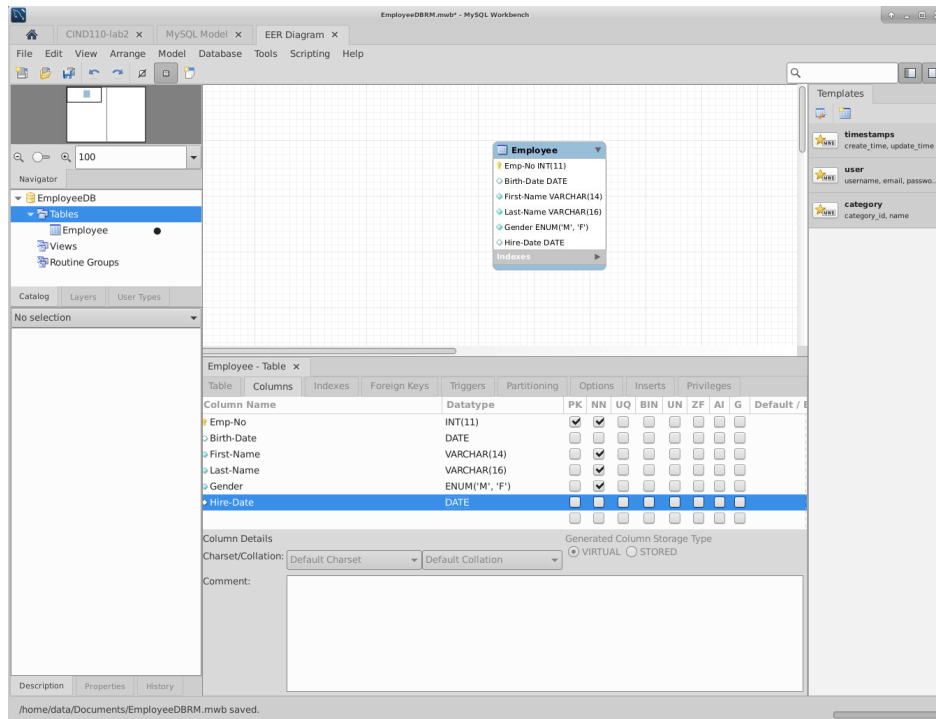 EmployeeDBRM.mwb* - MySQL Workbench
CIND110-lab2 × MySQL Model × EER Diagram ×
File Edit View Arrange Model Database Tools Scripting Help
100
Navigator
EmployeeDB
Tables
Employee
Views
Routine Groups
Catalog Layers User Types
No selection
Description Properties History
Employee
Emp-No INT(11)
Birth-Date DATE
First-Name VARCHAR(14)
Last-Name VARCHAR(16)
Gender ENUM('M', 'F')
Hire-Date DATE
Indexes
Templates
timestamps
create_time, update_time
user
username, email, passwo..
category
category_id, name
Employee - Table ×
Table Columns Indexes Foreign Keys Triggers Partitioning Options Inserts Privileges
Column Name Datatype PK NN UQ BIN UN ZF AI G Default / E
Emp-No INT(11)
Birth-Date DATE
First-Name VARCHAR(14)
Last-Name VARCHAR(16)
Gender ENUM('M', 'F')
Hire-Date DATE
Column Details Generated Column Storage Type
Charset/Collation: Default Charset Default Collation VIRTUAL STORED
Comment:
/home/data/Documents/EmployeeDBRM.mwb saved.